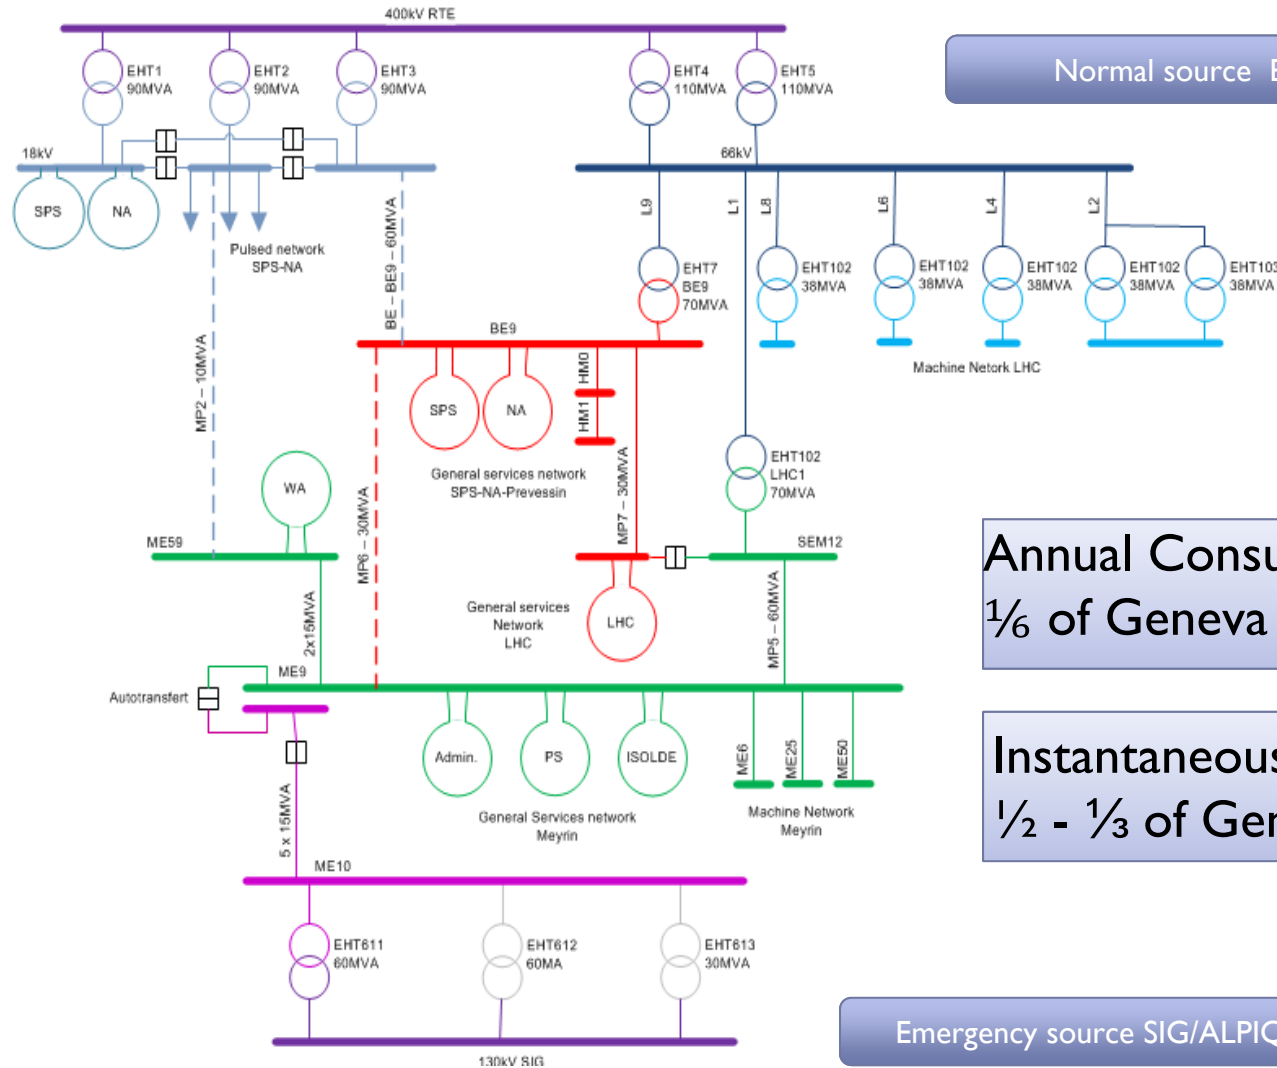 400kV RTE
EHT1
90MVA
EHT2
90MVA
EHT3
90MVA
EHT4
110MVA
EHT5
110MVA
Normal source
18kV
66kV
SPS
NA
Pulsed network
SPS-NA
MP2 – 10MVA
BE – BE9 – 60MVA
L9
L1
L8
L6
L4
L2
EHT7
BE9
70MVA
EHT102
38MVA
EHT102
38MVA
EHT102
38MVA
EHT102
38MVA
EHT103
38MVA
Machine Netork LHC
BE9
SPS
NA
HM0
HM1
General services network
SPS-NA-Prevessin
MP6 – 30MVA
MP7 – 30MVA
EHT102
LHC1
70MVA
WA
ME59
SEM12
2x15MVA
General services
Network
LHC
LHC
MP5 – 60MVA
Annual Consu
⅙ of Geneva
ME9
Autotransfert
Admin.
PS
ISOLDE
ME6
ME25
ME50
General Services network
Meyrin
Machine Network
Meyrin
Instantaneous
½ - ⅓ of Gen
5 x 15MVA
ME10
EHT611
60MVA
EHT612
60MA
EHT613
30MVA
130kV SIG
Emergency source SIG/ALPIQ